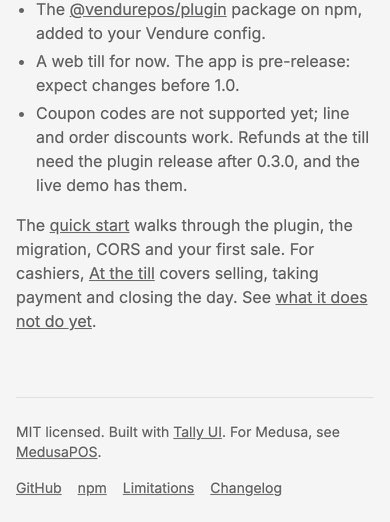 • The @vendurepos/plugin package on npm,
added to your Vendure config.
• A web till for now. The app is pre-release:
expect changes before 1.0.
• Coupon codes are not supported yet; line
and order discounts work. Refunds at the till
need the plugin release after 0.3.0, and the
live demo has them.
The quick start walks through the plugin, the
migration, CORS and your first sale. For
cashiers, At the till covers selling, taking
payment and closing the day. See what it does
not do yet.
MIT licensed. Built with Tally UI. For Medusa, see
MedusaPOS.
GitHub npm Limitations Changelog